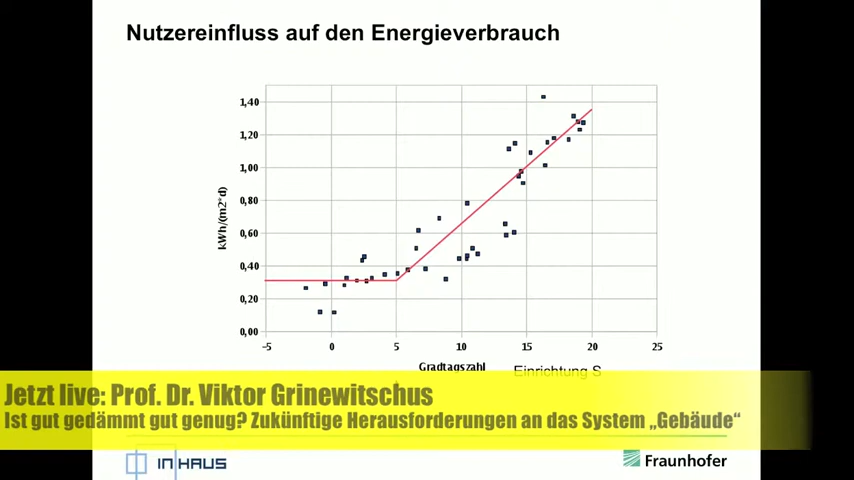 Nutzereinfluss auf den Energieverbrauch
1,40
1,20
1,00
0,80
0,60
0,40
0,20
0,00
kWh/(m2*d)
-5 0 5 10 15 20 25
Gradtagszahl
Einrichtung S
Jetzt live: Prof. Dr. Viktor Grinewitschus
Ist gut gedämmt gut genug? Zukünftige Herausforderungen an das System „Gebäude“
INHAUS
Fraunhofer